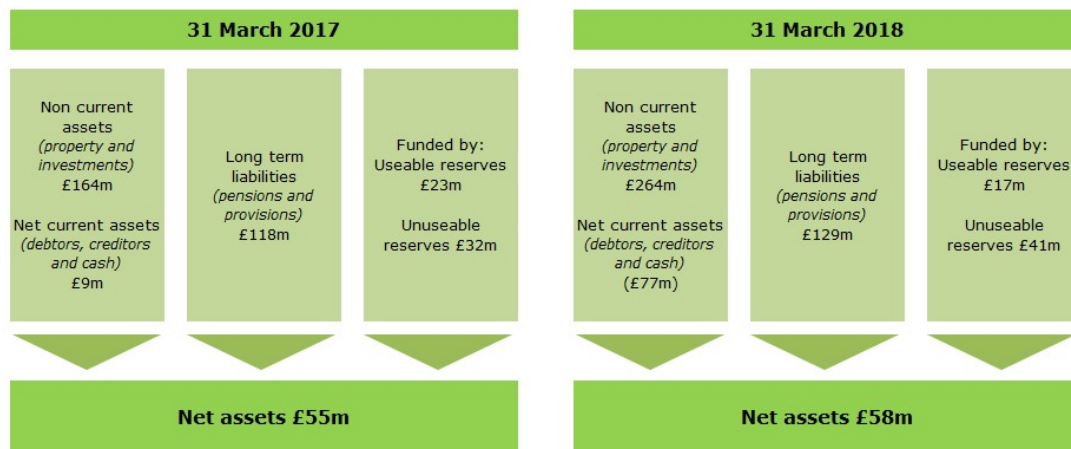 31 March 2017
Non current
assets
(property and
investments)
£164m
Net current assets
(debtors, creditors
and cash)
£9m
Long term
liabilities
(pensions and
provisions)
£118m
Funded by:
Useable reserves
£23m
Unuseable
reserves £32m
Net assets £55m
31 March 2018
Non current
assets
(property and
investments)
£264m
Net current assets
(debtors, creditors
and cash)
(£77m)
Long term
liabilities
(pensions and
provisions)
£129m
Funded by:
Useable reserves
£17m
Unuseable
reserves £41m
Net assets £58m